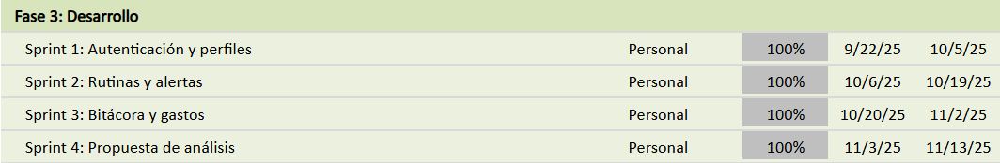 Fase 3: Desarrollo
Sprint 1: Autenticación y perfiles Personal 100% 9/22/25 10/5/25
Sprint 2: Rutinas y alertas Personal 100% 10/6/25 10/19/25
Sprint 3: Bitácora y gastos Personal 100% 10/20/25 11/2/25
Sprint 4: Propuesta de análisis Personal 100% 11/3/25 11/13/25